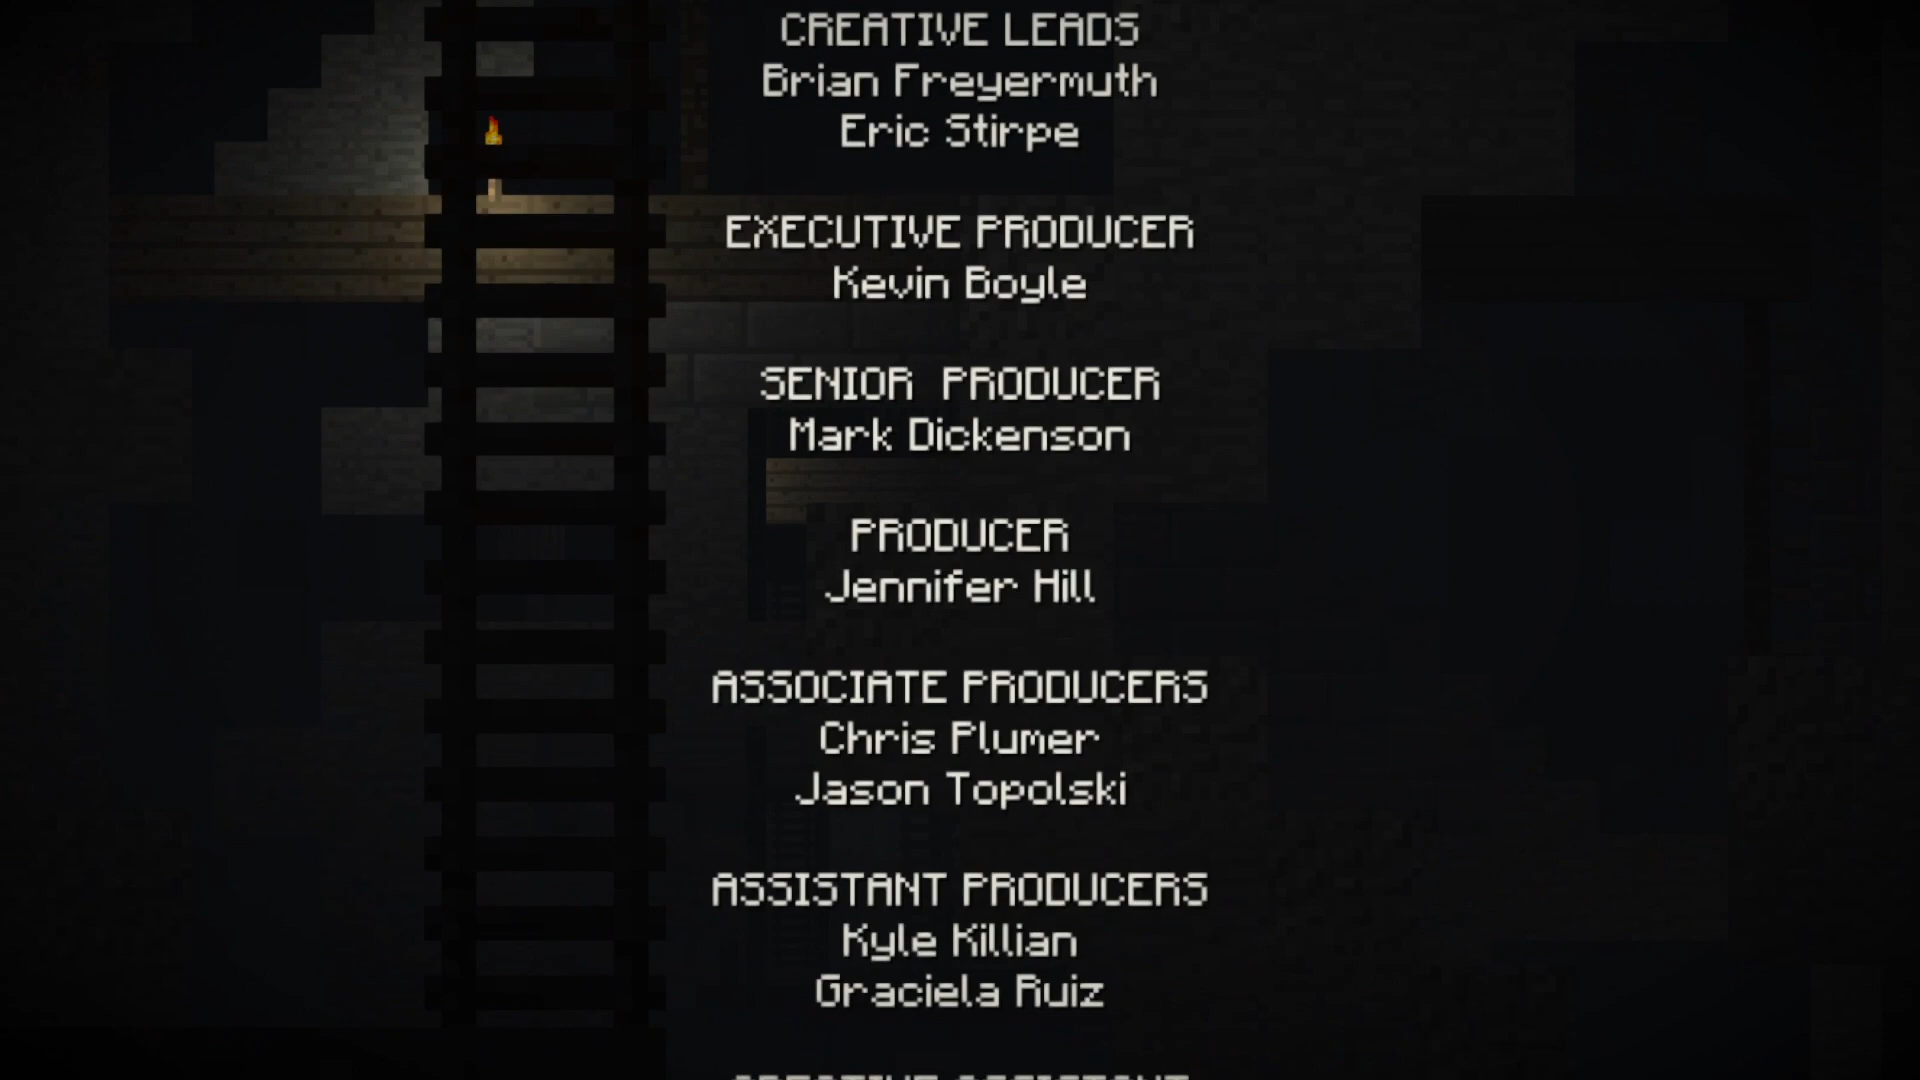 CREATIVE LEADS
Brian Freyermuth
Eric Stirpe
EXECUTIVE PRODUCER
Kevin Boyle
SENIOR PRODUCER
Mark Dickenson
PRODUCER
Jennifer Hill
ASSOCIATE PRODUCERS
Chris Plumer
Jason Topolski
ASSISTANT PRODUCERS
Kyle Killian
Graciela Ruiz